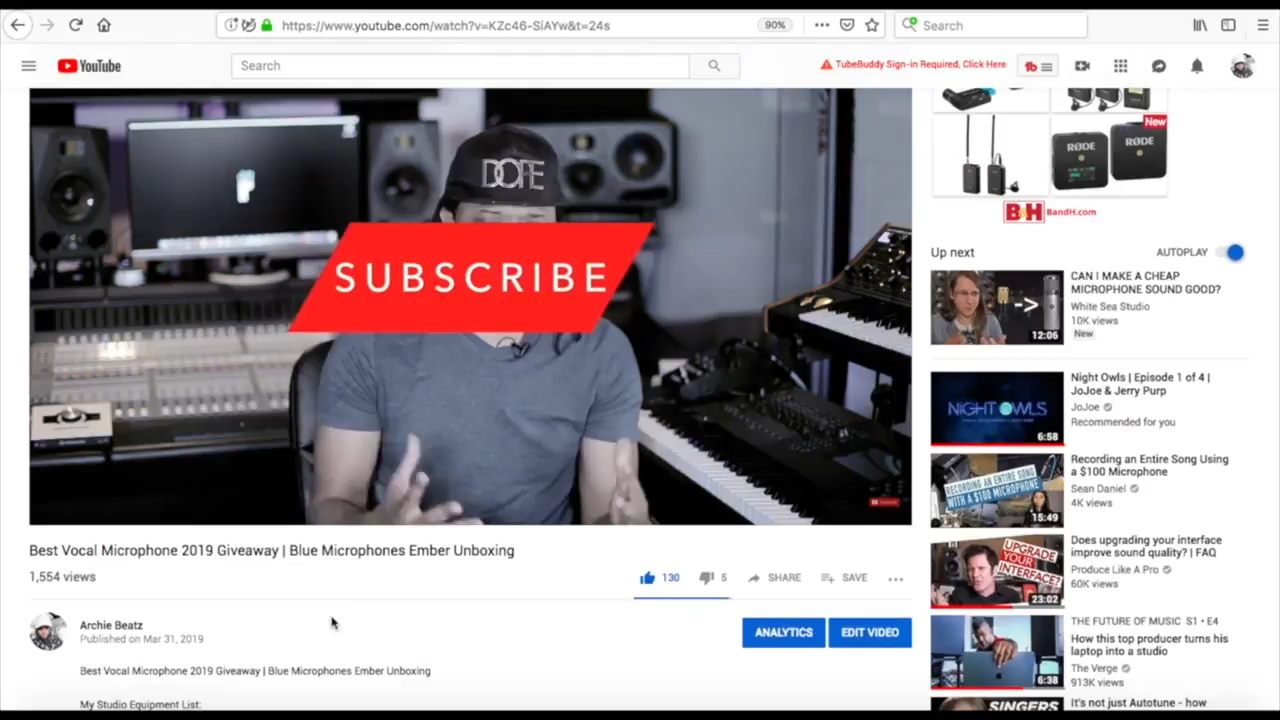 https://www.youtube.com/watch?v=KZc46-SiAYw&t=24s
90%
Search
YouTube
Search
TubeBuddy Sign-in Required, Click Here
tb
DOPE
SUBSCRIBE
New
RØDE
RØDE
B&H
BandH.com
Up next
AUTOPLAY
12:06
CAN I MAKE A CHEAP
MICROPHONE SOUND GOOD?
White Sea Studio
10K views
New
NiGHT OWLS
6:58
Night Owls | Episode 1 of 4 |
JoJoe & Jerry Purp
JoJoe
Recommended for you
RECORDING AN ENTIRE SONG
WITH A $100 MICROPHONE
15:49
Recording an Entire Song Using
a $100 Microphone
Sean Daniel
4K views
UPGRADE
YOUR
INTERFACE?
23:02
Does upgrading your interface
improve sound quality? | FAQ
Produce Like A Pro
60K views
6:38
THE FUTURE OF MUSIC S1 • E4
How this top producer turns his
laptop into a studio
The Verge
913K views
SINGERS
It's not just Autotune - how
Best Vocal Microphone 2019 Giveaway | Blue Microphones Ember Unboxing
1,554 views
130
5
SHARE
SAVE
Archie Beatz
Published on Mar 31, 2019
ANALYTICS
EDIT VIDEO
Best Vocal Microphone 2019 Giveaway | Blue Microphones Ember Unboxing
My Studio Equipment List: